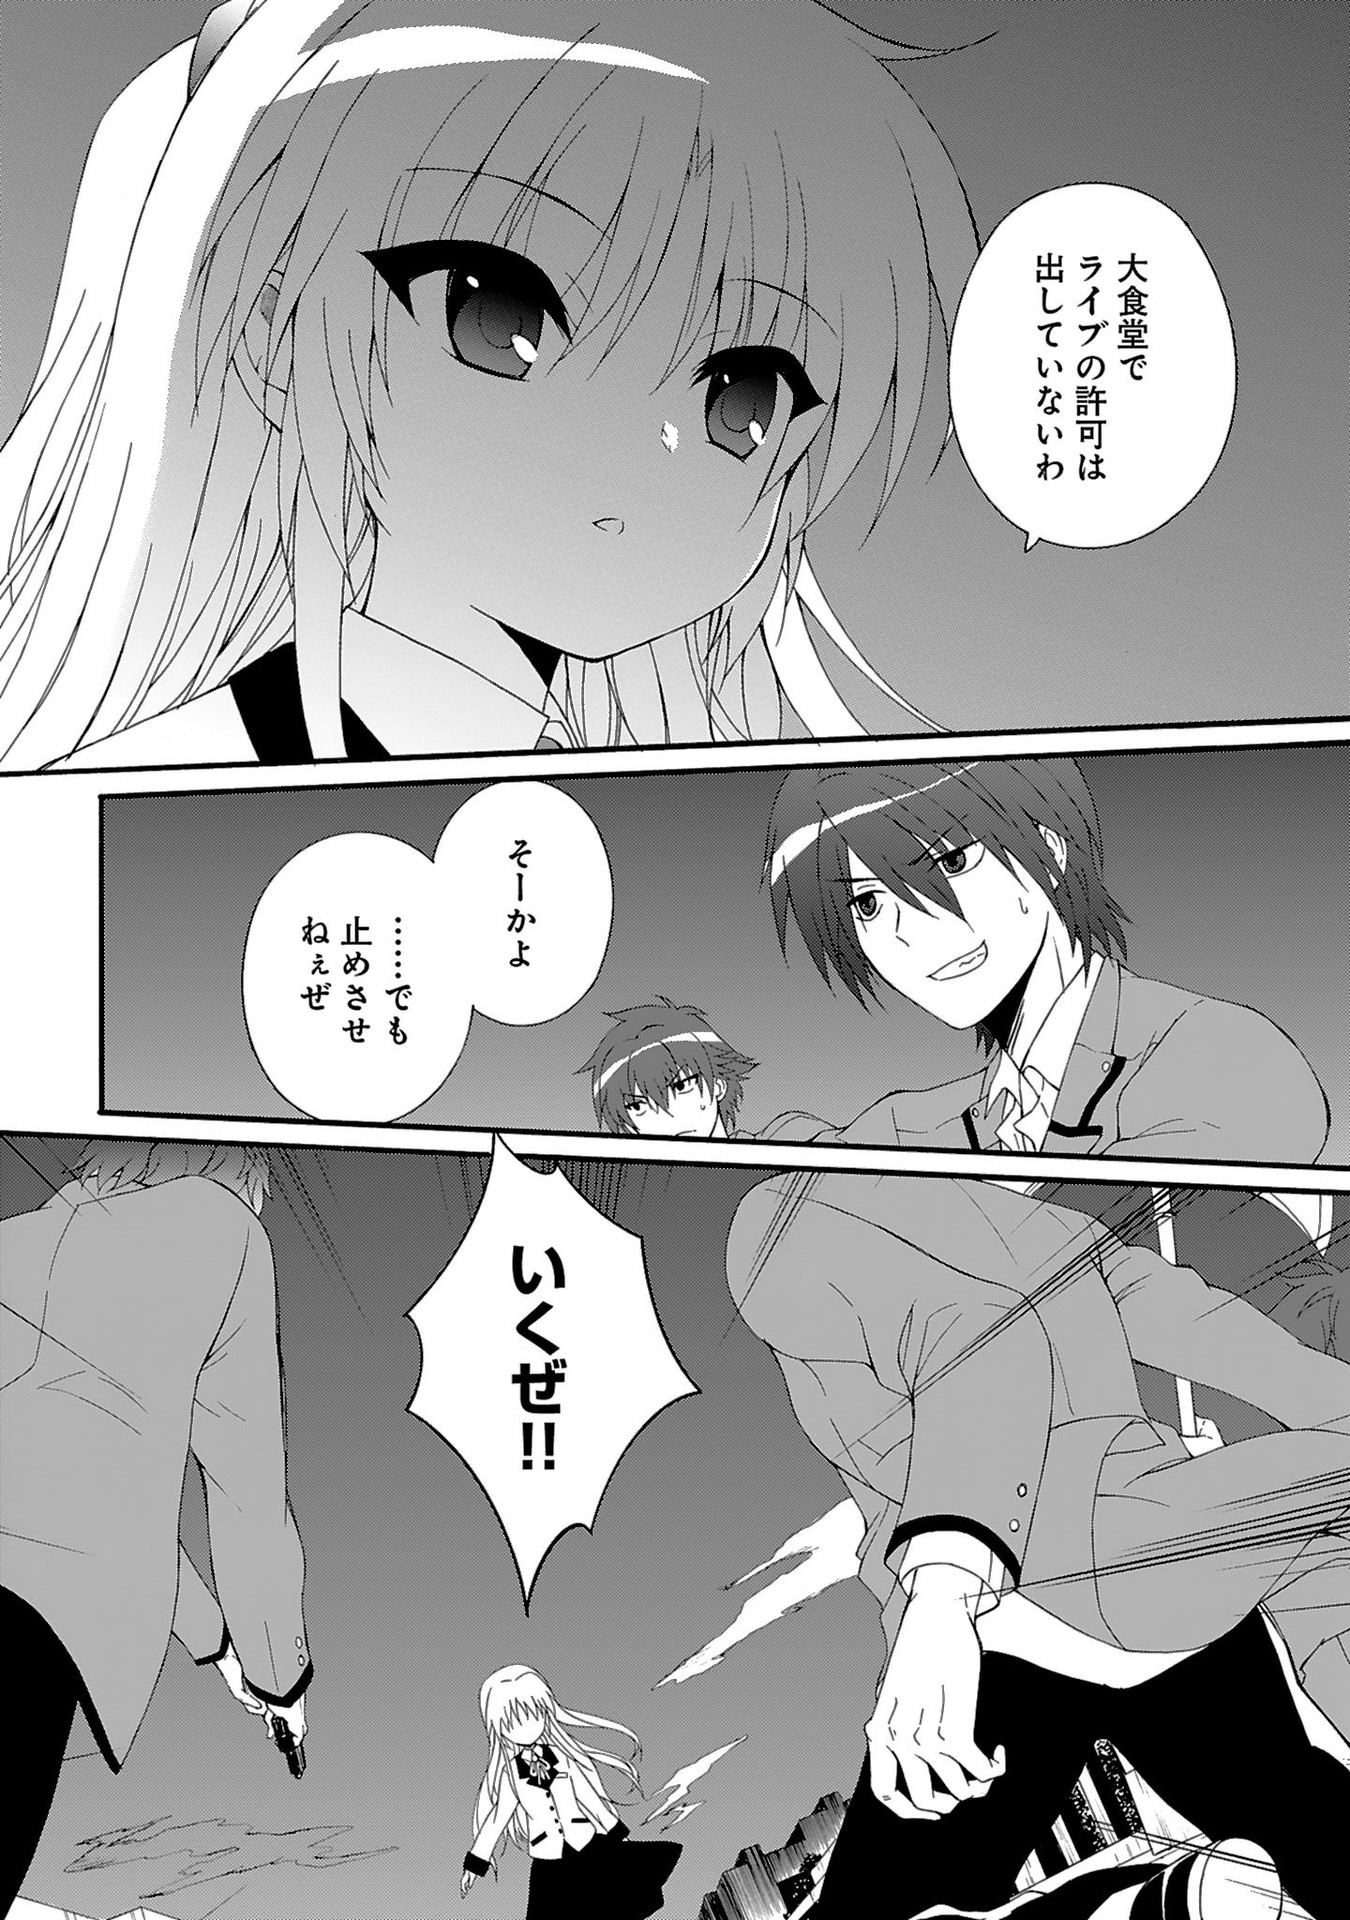 大食堂で
ライブの許可は
出していないわ
そーかよ
……でも
止めさせ
ねぇぜ
いくぜ!!